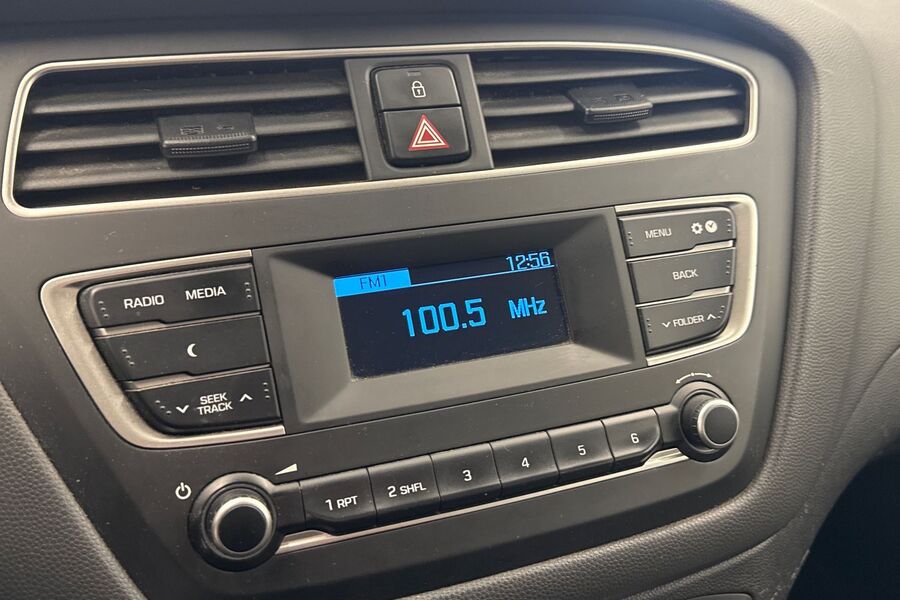 FM1 12:56
100.5 MHz
RADIO MEDIA
SEEK
TRACK
MENU
BACK
FOLDER
1 RPT 2 SHFL 3 4 5 6